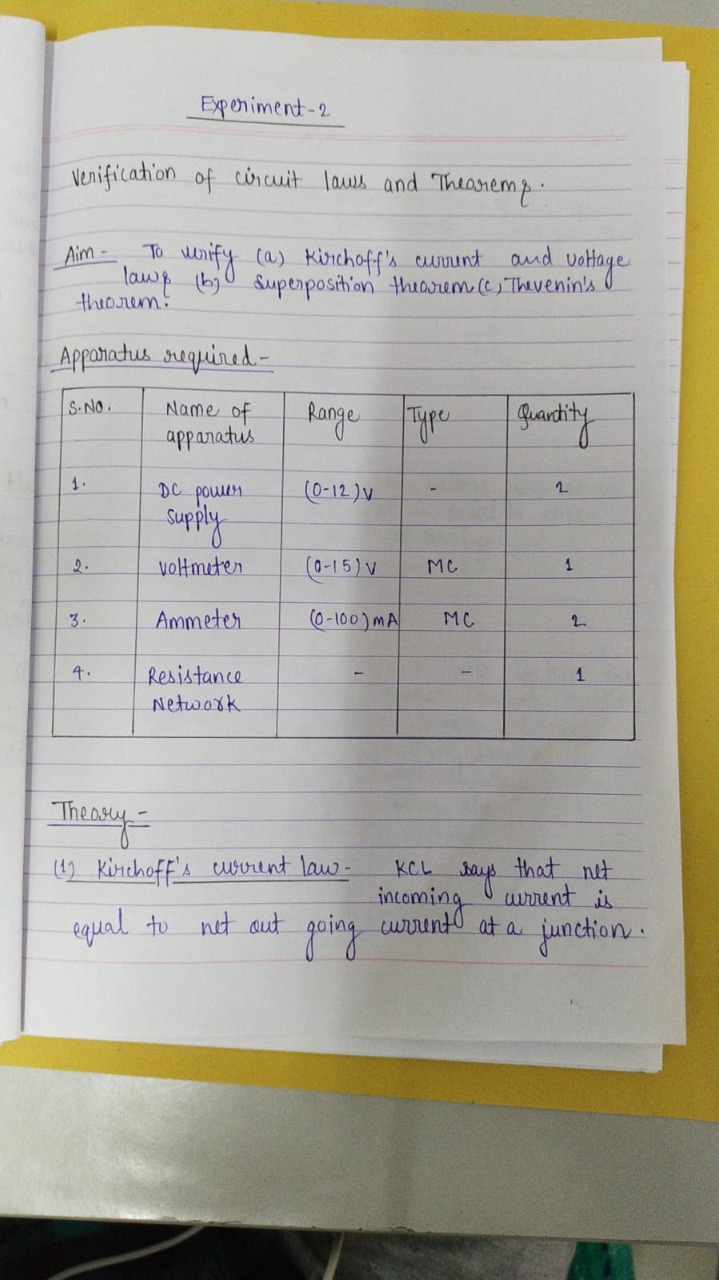 Experiment-2
Verification of circuit laws and Thearems.
Aim - To verify (a) Kirchoff's current and voltage
laws (b) Superposition thearem (c) Thevenin's
thearem.
Apparatus required -
S.NO. Name of apparatus Range Type Quantity
1. DC power supply (0-12)V - 2
2. Voltmeter (0-15)V MC 1
3. Ammeter (0-100)mA MC 2
4. Resistance Network - - 1
Theory -
(1) Kirchoff's current law - KCL says that net
incoming current is
equal to net out going current at a junction.